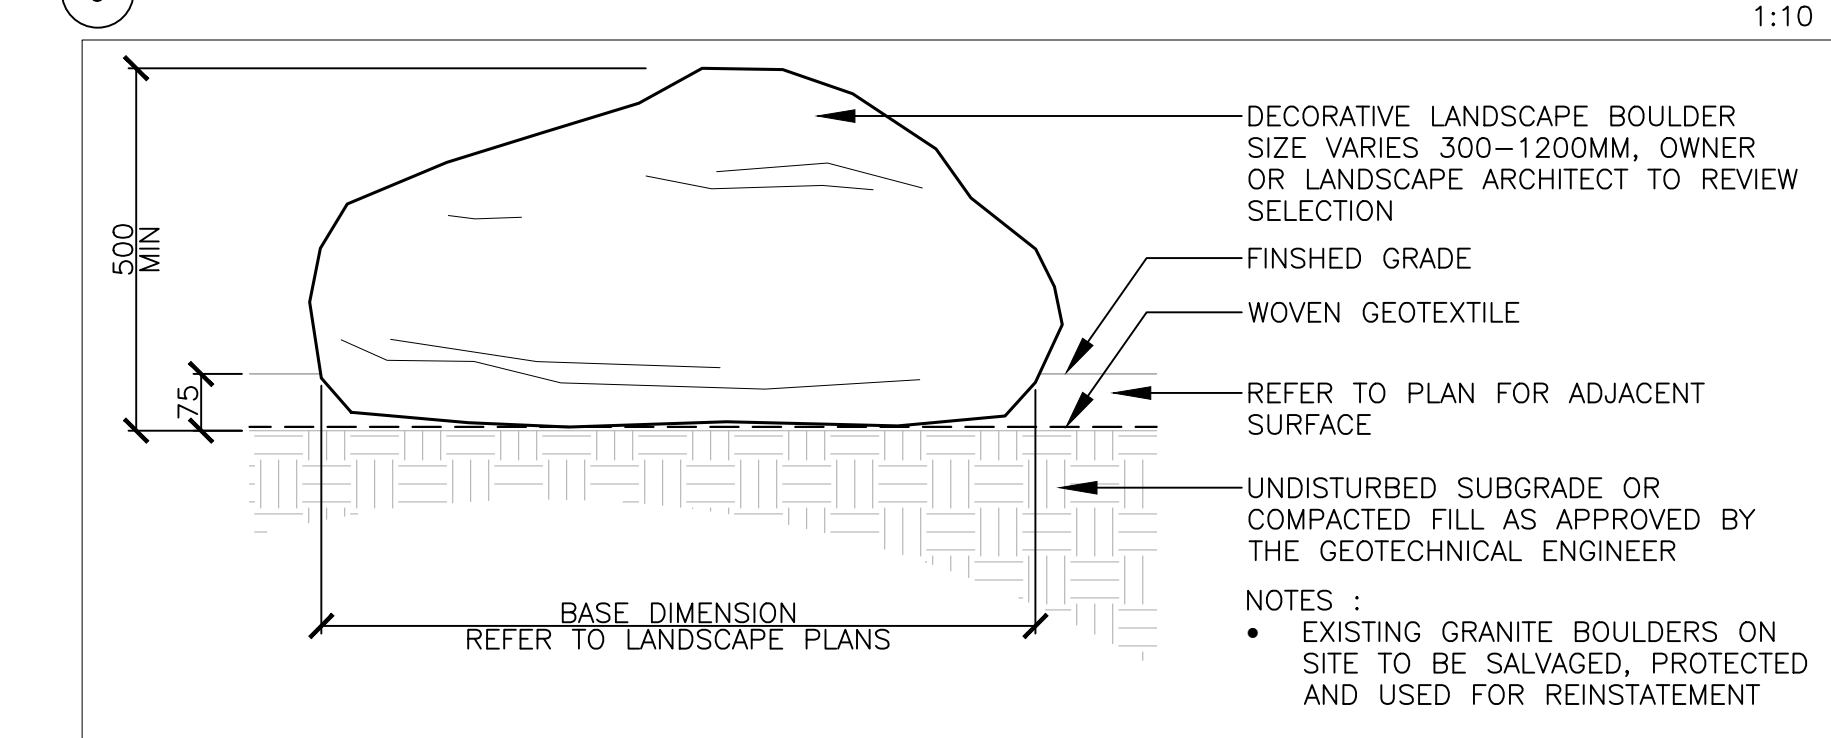 1:10
DECORATIVE LANDSCAPE BOULDER
SIZE VARIES 300-1200MM, OWNER
OR LANDSCAPE ARCHITECT TO REVIEW
SELECTION
500
MIN
FINSHED GRADE
WOVEN GEOTEXTILE
75
REFER TO PLAN FOR ADJACENT
SURFACE
UNDISTURBED SUBGRADE OR
COMPACTED FILL AS APPROVED BY
THE GEOTECHNICAL ENGINEER
BASE DIMENSION
REFER TO LANDSCAPE PLANS
NOTES :
• EXISTING GRANITE BOULDERS ON
SITE TO BE SALVAGED, PROTECTED
AND USED FOR REINSTATEMENT